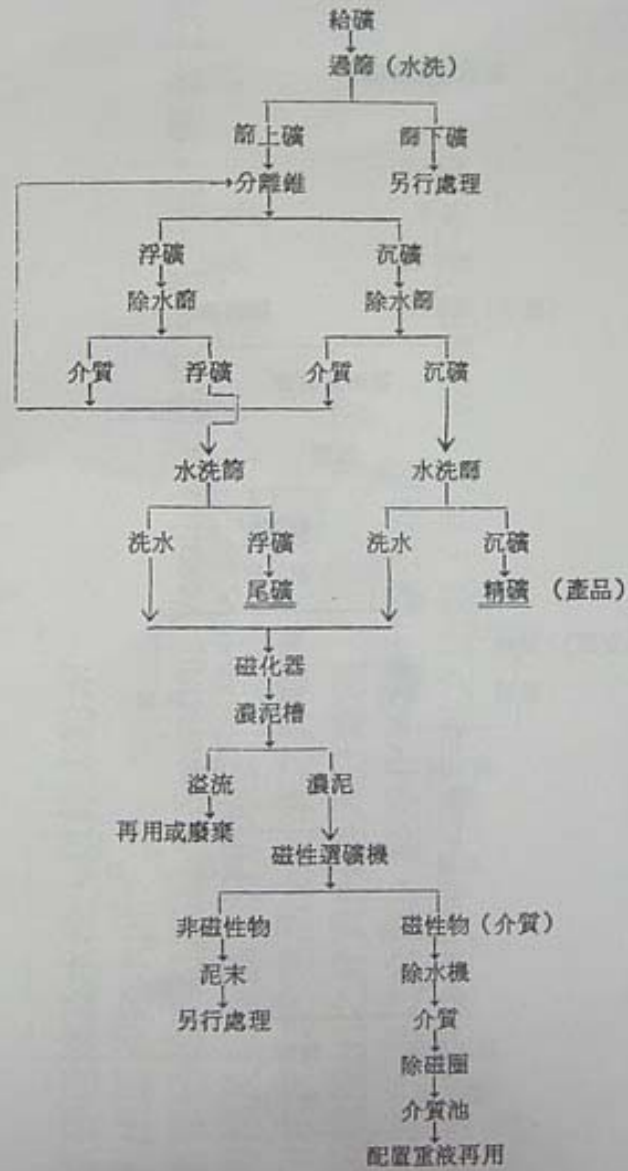 給礦
過篩（水洗）
篩上礦 篩下礦
分離錐 另行處理
浮礦 沉礦
除水篩 除水篩
介質 浮礦 介質 沉礦
水洗篩 水洗篩
洗水 浮礦 洗水 沉礦
尾礦 精礦（產品）
磁化器
濃泥槽
溢流 濃泥
再用或廢棄
磁性選礦機
非磁性物 磁性物（介質）
泥末 除水機
另行處理 介質
除磁圈
介質池
配置重液再用